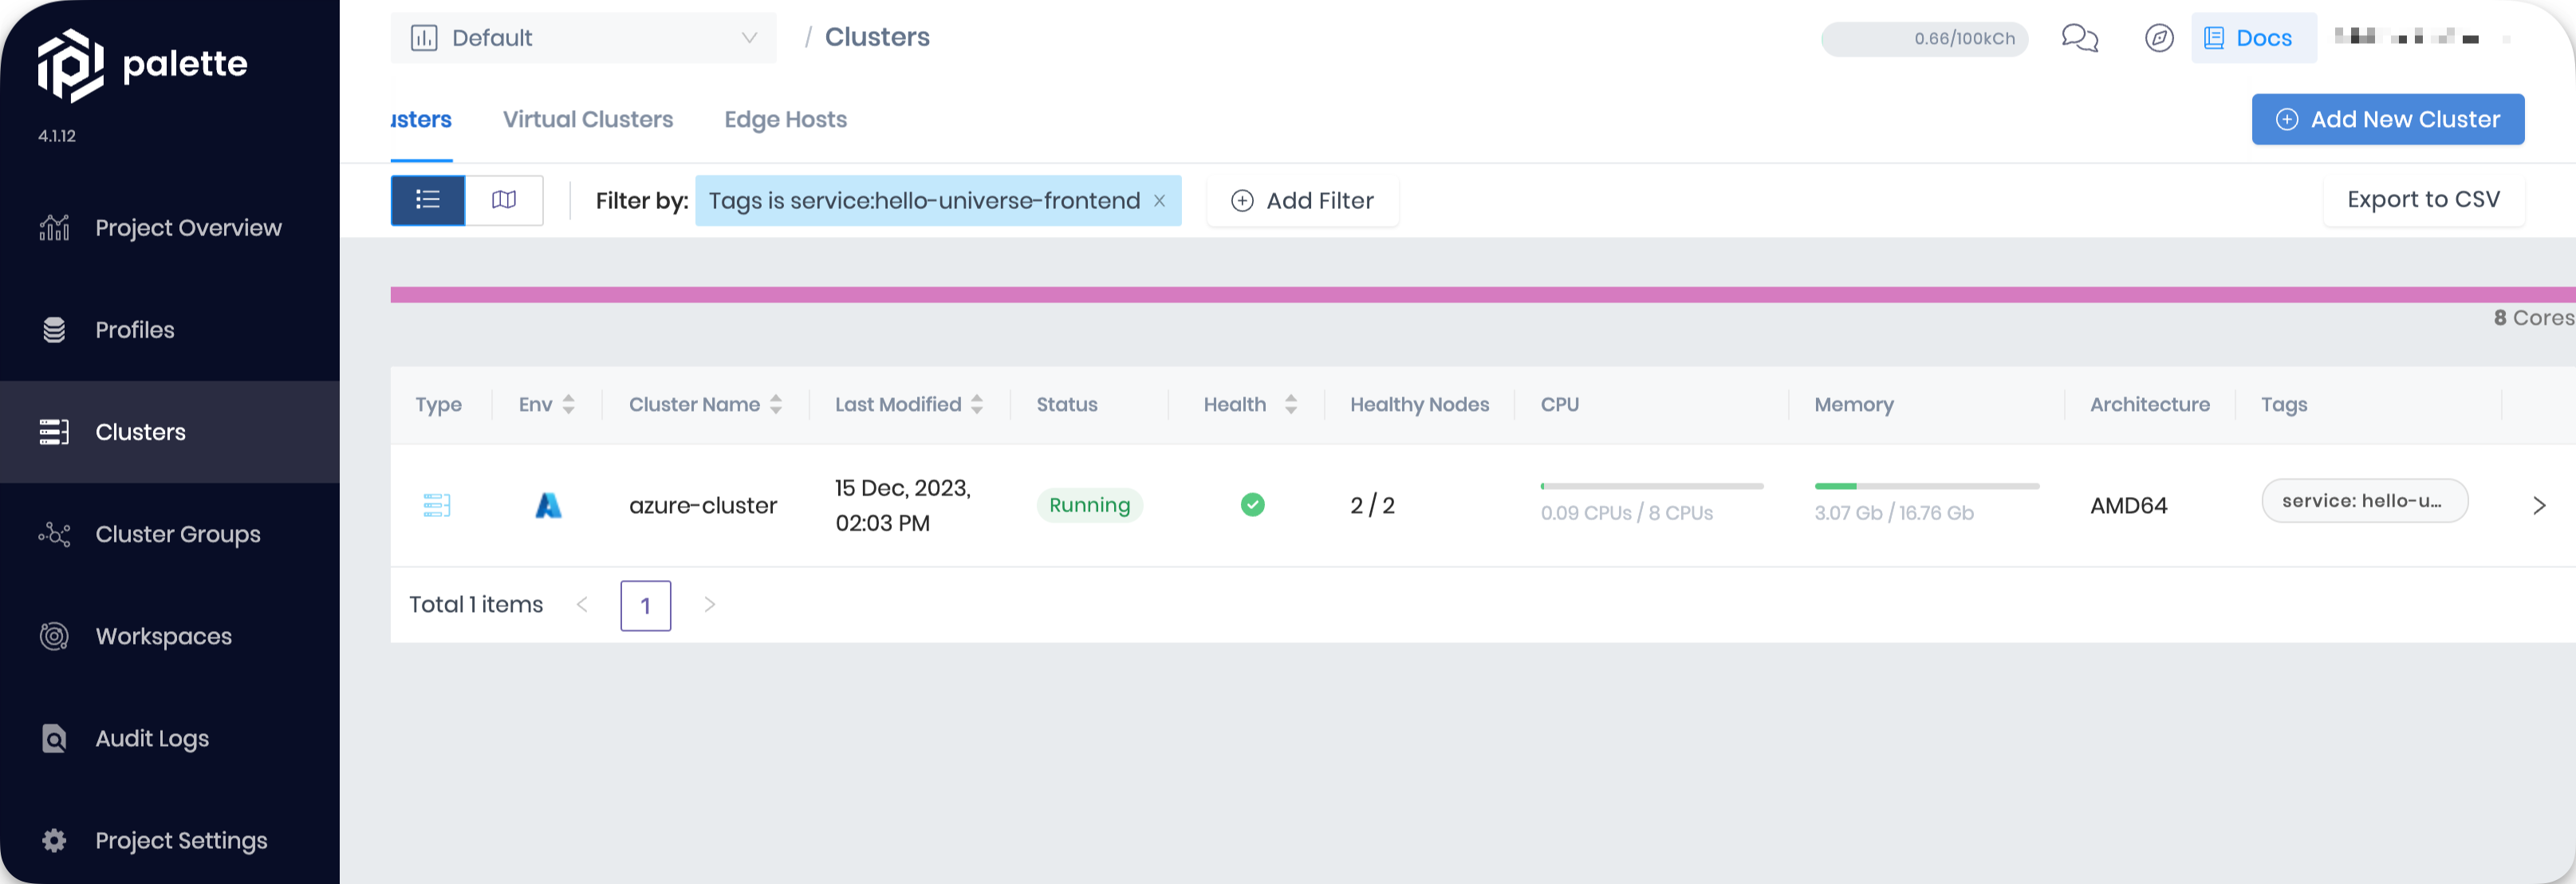 palette
4.1.12
Project Overview
Profiles
Clusters
Cluster Groups
Workspaces
Audit Logs
Project Settings
Default
/ Clusters
0.66/100kCh
Docs
usters
Virtual Clusters
Edge Hosts
Add New Cluster
Filter by: Tags is service:hello-universe-frontend ×
Add Filter
Export to CSV
8 Cores
Type Env Cluster Name Last Modified Status Health Healthy Nodes CPU Memory Architecture Tags
azure-cluster
15 Dec, 2023,
02:03 PM
Running
2 / 2
0.09 CPUs / 8 CPUs
3.07 Gb / 16.76 Gb
AMD64
service: hello-u...
Total 1 items < 1 >